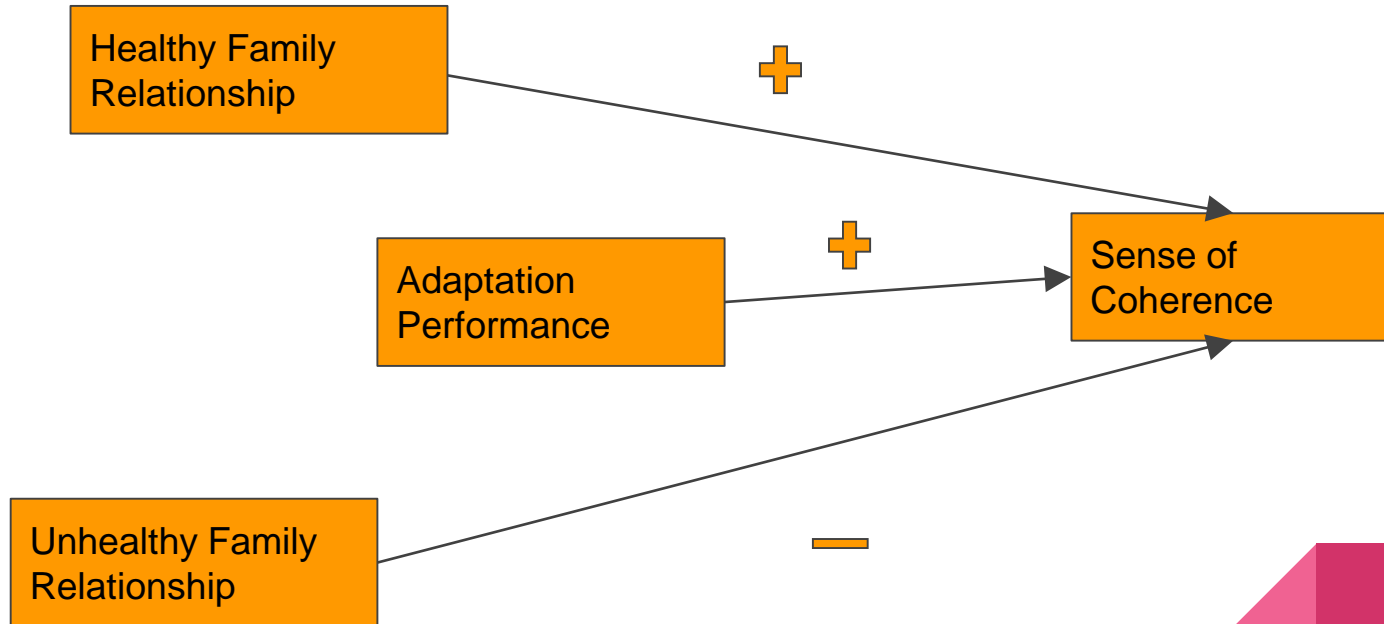 Healthy Family
Relationship
Adaptation
Performance
Sense of
Coherence
Unhealthy Family
Relationship